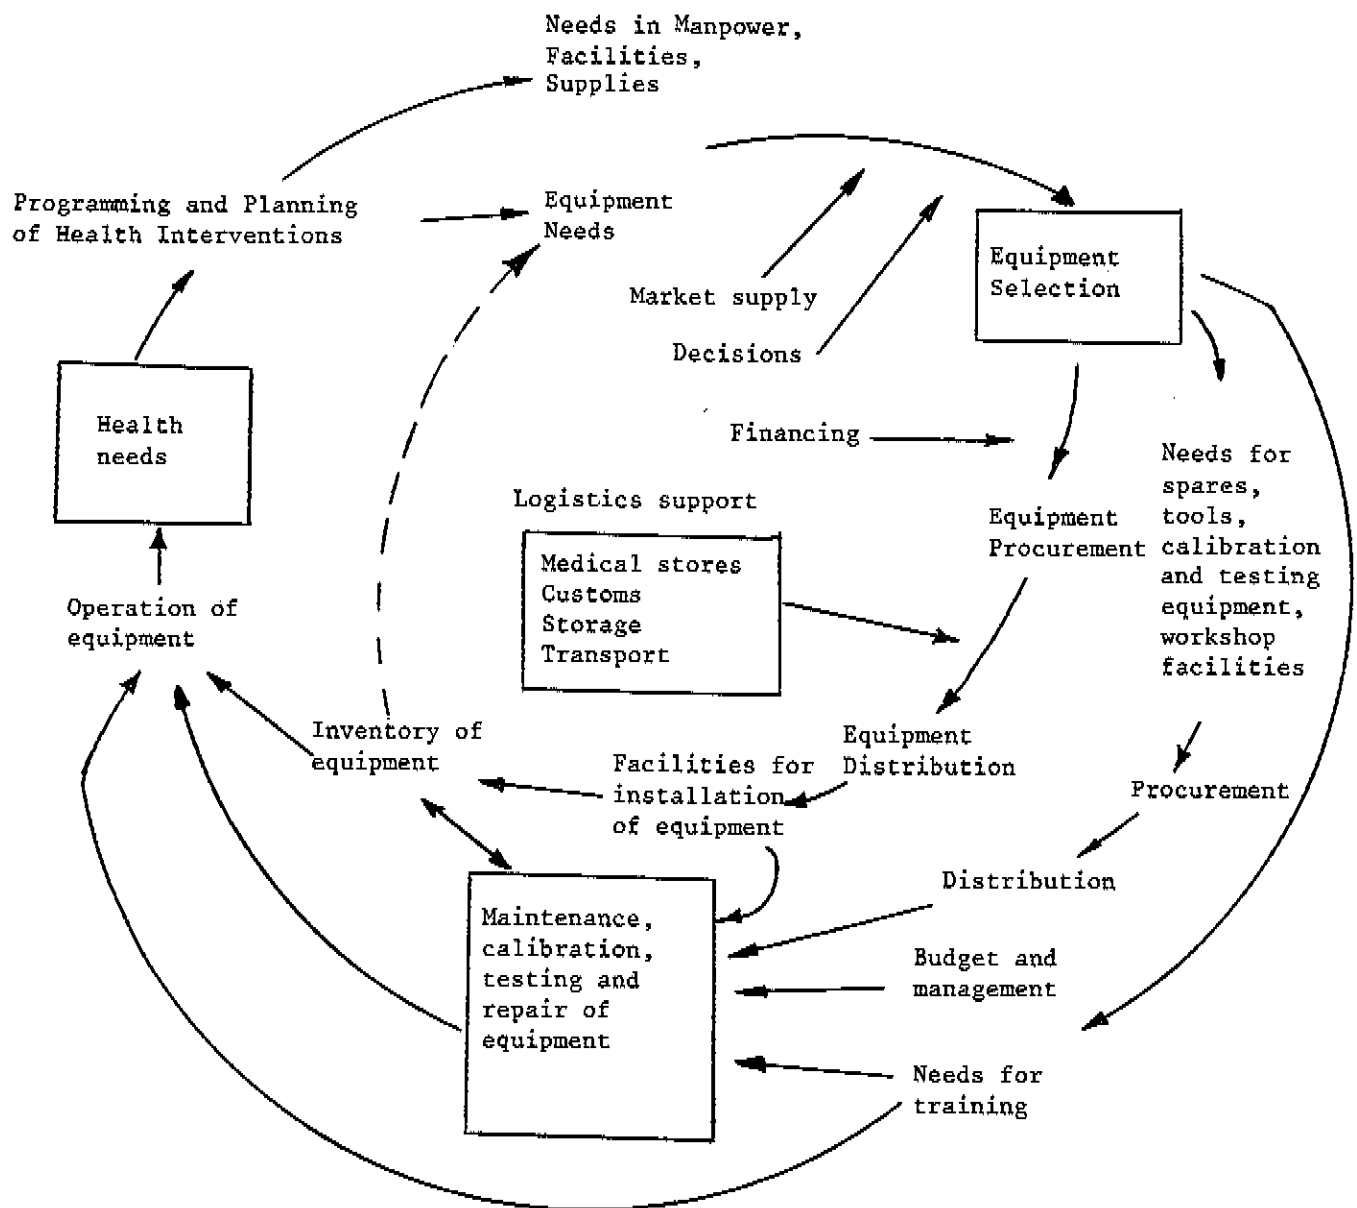 Needs in Manpower,
Facilities,
Supplies
Programming and Planning
of Health Interventions
Equipment
Needs
Equipment
Selection
Market supply
Decisions
Health
needs
Financing
Needs for
spares,
tools,
calibration
and testing
equipment,
workshop
facilities
Logistics support
Medical stores
Customs
Storage
Transport
Equipment
Procurement
Operation of
equipment
Inventory of
equipment
Facilities for
installation
of equipment
Equipment
Distribution
Procurement
Distribution
Maintenance,
calibration,
testing and
repair of
equipment
Budget and
management
Needs for
training